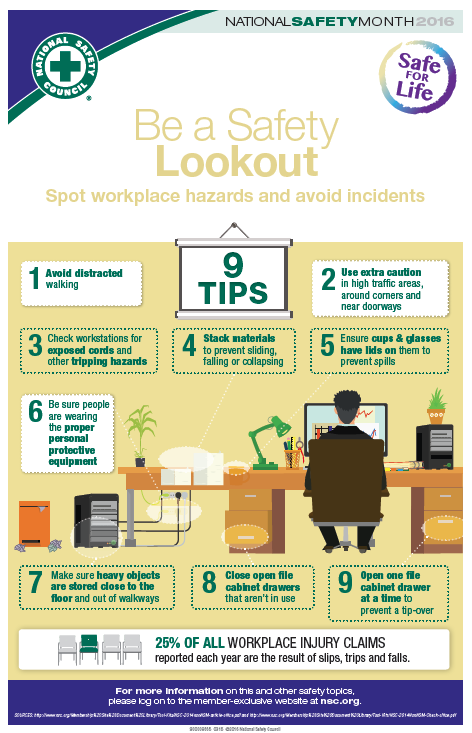 NATIONALSAFETYMONTH2016
NATIONAL SAFETY
COUNCIL
®
Safe
FOR
Life
Be a Safety
Lookout
Spot workplace hazards and avoid incidents
9
TIPS
1 Avoid distracted
walking
2 Use extra caution
in high traffic areas,
around corners and
near doorways
3 Check workstations for
exposed cords and
other tripping hazards
4 Stack materials
to prevent sliding,
falling or collapsing
5 Ensure cups & glasses
have lids on them to
prevent spills
6 Be sure people
are wearing
the proper
personal
protective
equipment
7 Make sure heavy objects
are stored close to the
floor and out of walkways
8 Close open file
cabinet drawers
that aren't in use
9 Open one file
cabinet drawer
at a time to
prevent a tip-over
25% OF ALL WORKPLACE INJURY CLAIMS
reported each year are the result of slips, trips and falls.
For more information on this and other safety topics,
please log on to the member-exclusive website at nsc.org.
SOURCES:
©2016 National Safety Council